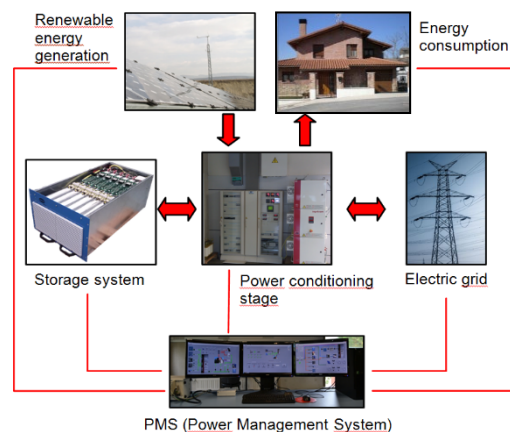 Renewable
energy
generation
Energy
consumption
Storage system
Power conditioning
stage
Electric grid
PMS (Power Management System)